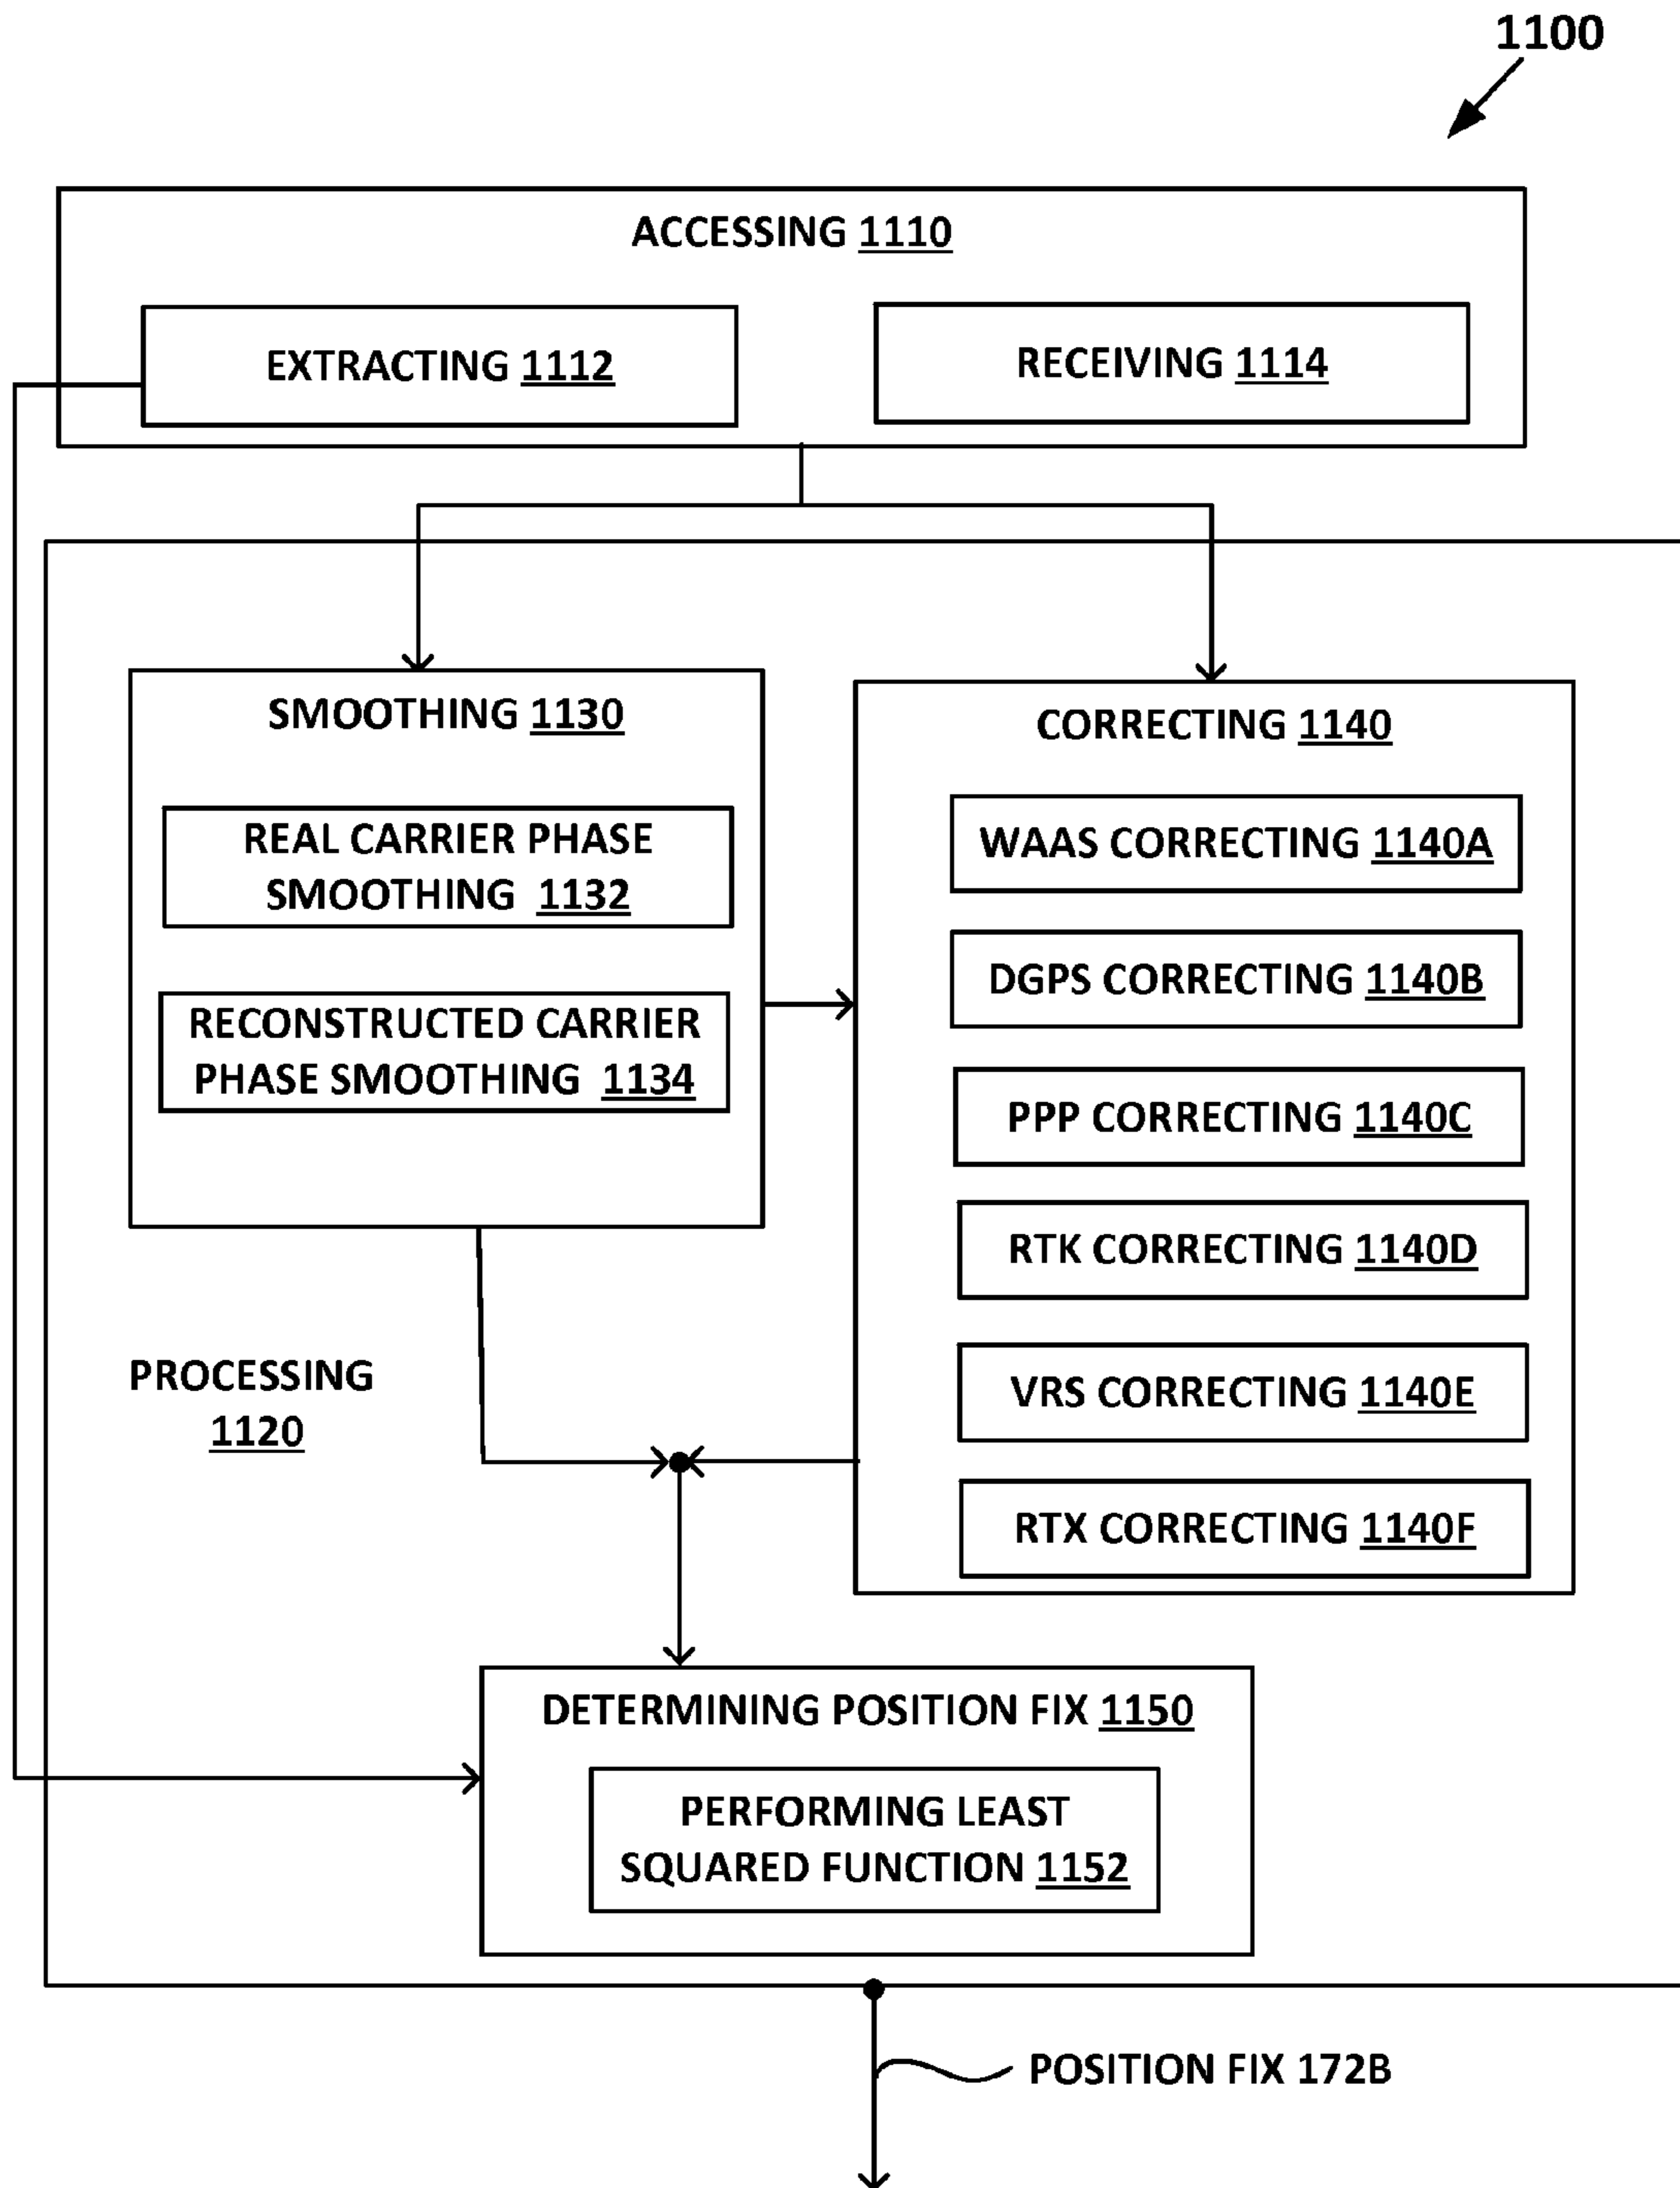 1100
ACCESSING 1110
EXTRACTING 1112
RECEIVING 1114
SMOOTHING 1130
REAL CARRIER PHASE
SMOOTHING 1132
RECONSTRUCTED CARRIER
PHASE SMOOTHING 1134
CORRECTING 1140
WAAS CORRECTING 1140A
DGPS CORRECTING 1140B
PPP CORRECTING 1140C
RTK CORRECTING 1140D
VRS CORRECTING 1140E
RTX CORRECTING 1140F
PROCESSING
1120
DETERMINING POSITION FIX 1150
PERFORMING LEAST
SQUARED FUNCTION 1152
POSITION FIX 172B